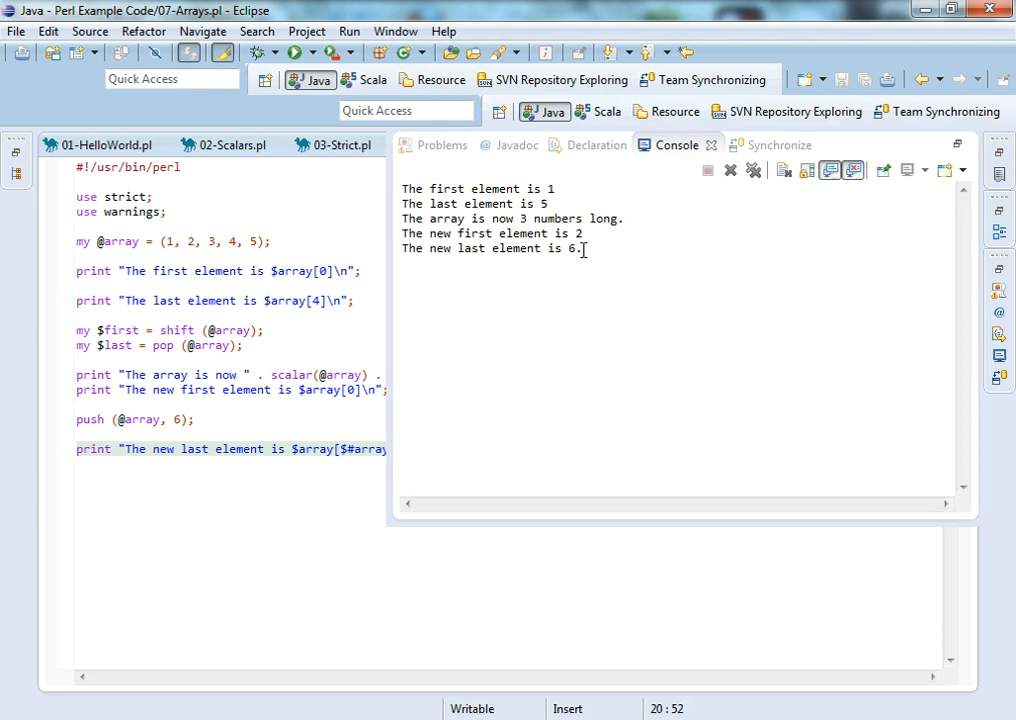 Java - Perl Example Code/07-Arrays.pl - Eclipse
File Edit Source Refactor Navigate Search Project Run Window Help
Quick Access Java Scala Resource SVN Repository Exploring Team Synchronizing
Quick Access Java Scala Resource SVN Repository Exploring Team Synchronizing
01-HelloWorld.pl 02-Scalars.pl 03-Strict.pl
#!/usr/bin/perl
use strict;
use warnings;
my @array = (1, 2, 3, 4, 5);
print "The first element is $array[0]\n";
print "The last element is $array[4]\n";
my $first = shift (@array);
my $last = pop (@array);
print "The array is now " . scalar(@array) .
print "The new first element is $array[0]\n";
push (@array, 6);
print "The new last element is $array[$#array
Problems @ Javadoc Declaration Console Synchronize
The first element is 1
The last element is 5
The array is now 3 numbers long.
The new first element is 2
The new last element is 6.
Writable Insert 20 : 52